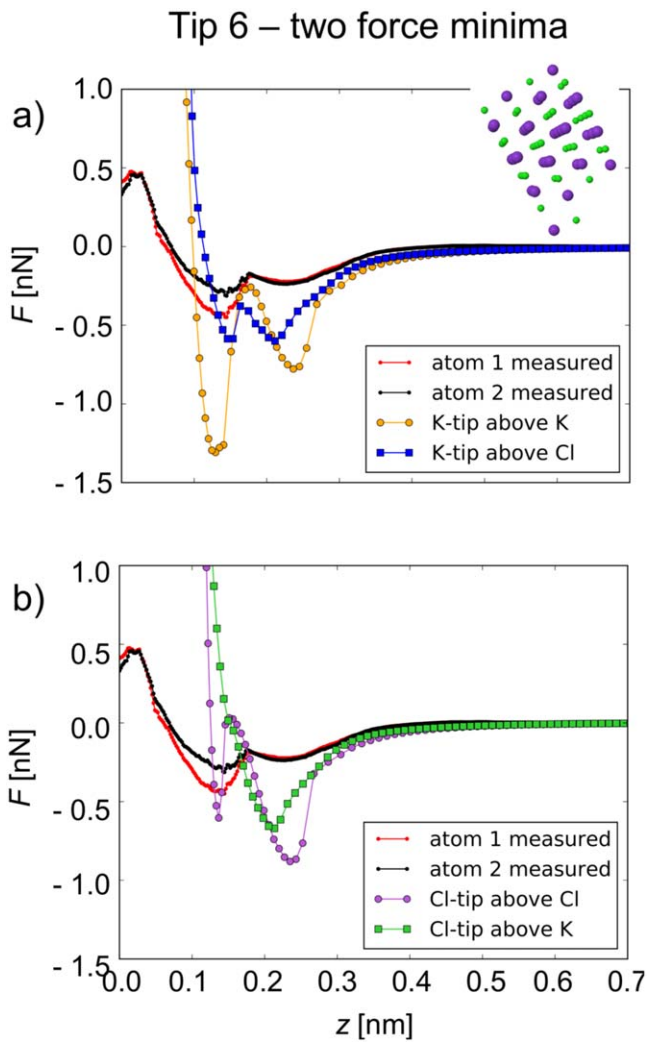 Tip 6 – two force minima
a)
1.0
0.5
0.0
- 0.5
- 1.0
- 1.5
F [nN]
atom 1 measured
atom 2 measured
K-tip above K
K-tip above Cl
b)
1.0
0.5
0.0
- 0.5
- 1.0
- 1.5
F [nN]
atom 1 measured
atom 2 measured
Cl-tip above Cl
Cl-tip above K
0.0 0.1 0.2 0.3 0.4 0.5 0.6 0.7
z [nm]